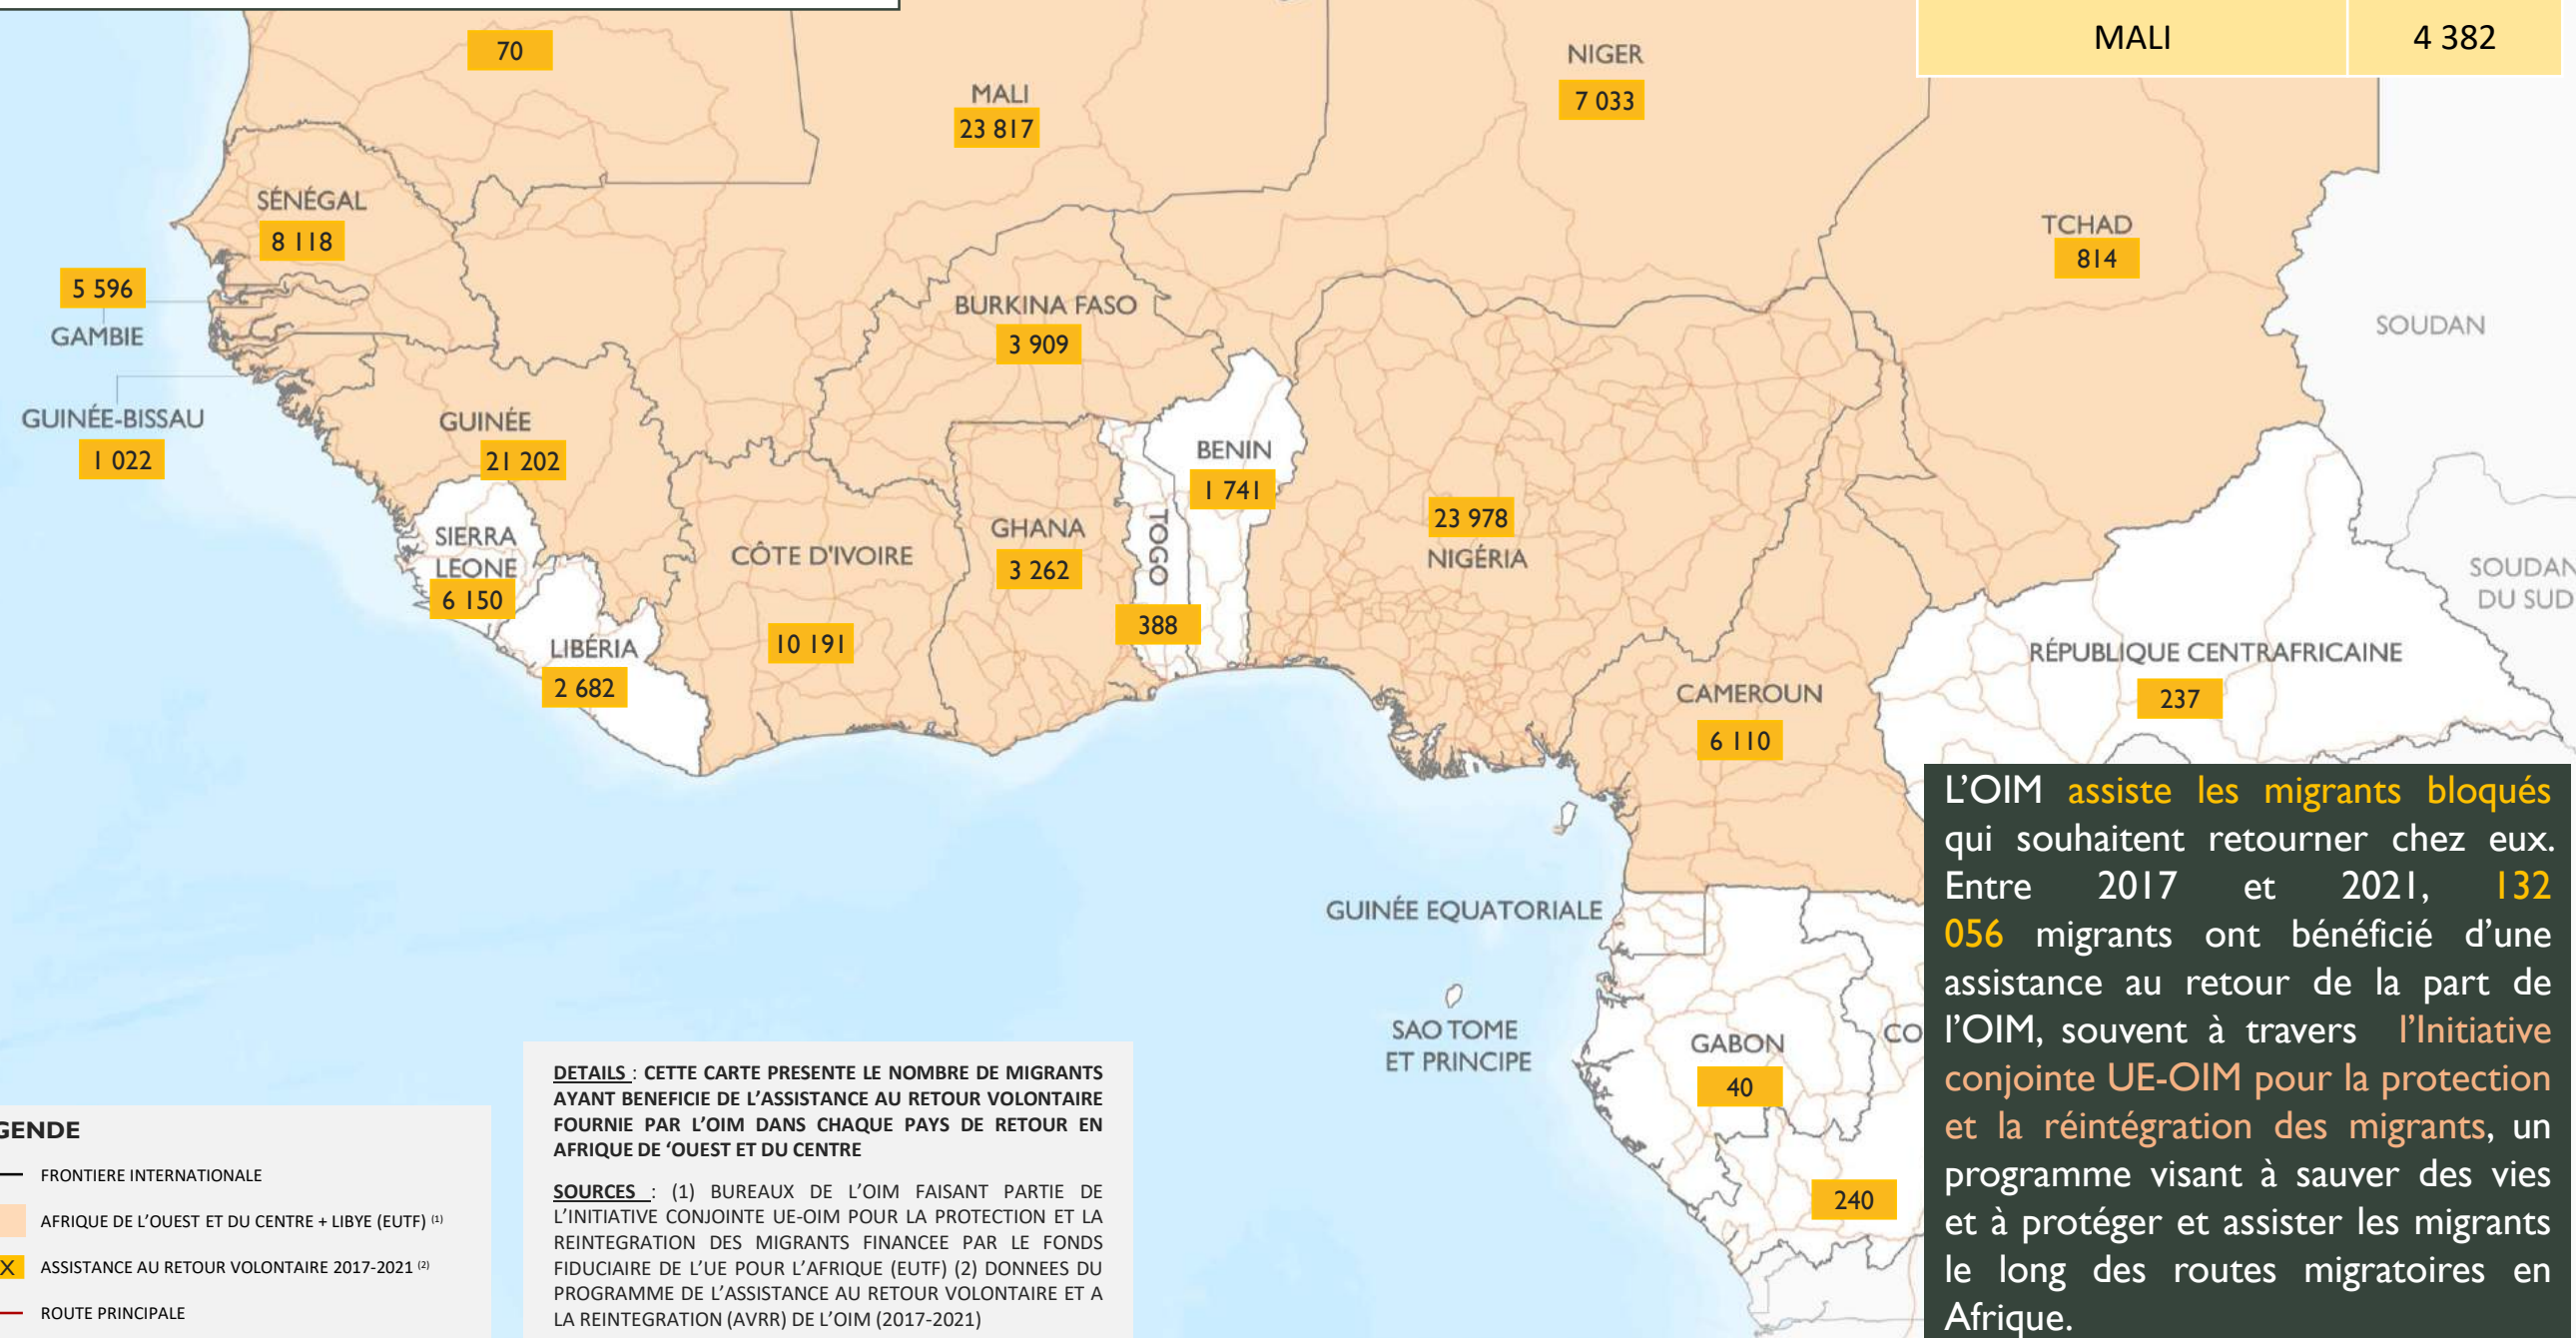 MALI 4 382
70
NIGER
7 033
MALI
23 817
SÉNÉGAL
8 118
TCHAD
814
5 596
GAMBIE
BURKINA FASO
3 909
SOUDAN
GUINÉE-BISSAU
1 022
GUINÉE
21 202
BENIN
1 741
SIERRA
LEONE
6 150
CÔTE D'IVOIRE
10 191
GHANA
3 262
TOGO
388
23 978
NIGÉRIA
SOUDAN
DU SUD
LIBÉRIA
2 682
RÉPUBLIQUE CENTRAFRICAINE
237
CAMEROUN
6 110
GUINÉE EQUATORIALE
SAO TOME
ET PRINCIPE
GABON
40
CO
240
L'OIM assiste les migrants bloqués
qui souhaitent retourner chez eux.
Entre 2017 et 2021, 132
056 migrants ont bénéficié d'une
assistance au retour de la part de
l'OIM, souvent à travers l'Initiative
conjointe UE-OIM pour la protection
et la réintégration des migrants, un
programme visant à sauver des vies
et à protéger et assister les migrants
le long des routes migratoires en
Afrique.
DETAILS : CETTE CARTE PRESENTE LE NOMBRE DE MIGRANTS
AYANT BENEFICIE DE L'ASSISTANCE AU RETOUR VOLONTAIRE
FOURNIE PAR L'OIM DANS CHAQUE PAYS DE RETOUR EN
AFRIQUE DE 'OUEST ET DU CENTRE
SOURCES : (1) BUREAUX DE L'OIM FAISANT PARTIE DE
L'INITIATIVE CONJOINTE UE-OIM POUR LA PROTECTION ET LA
REINTEGRATION DES MIGRANTS FINANCEE PAR LE FONDS
FIDUCIAIRE DE L'UE POUR L'AFRIQUE (EUTF) (2) DONNEES DU
PROGRAMME DE L'ASSISTANCE AU RETOUR VOLONTAIRE ET A
LA REINTEGRATION (AVRR) DE L'OIM (2017-2021)
GENDE
FRONTIERE INTERNATIONALE
AFRIQUE DE L'OUEST ET DU CENTRE + LIBYE (EUTF) (1)
X ASSISTANCE AU RETOUR VOLONTAIRE 2017-2021 (2)
ROUTE PRINCIPALE